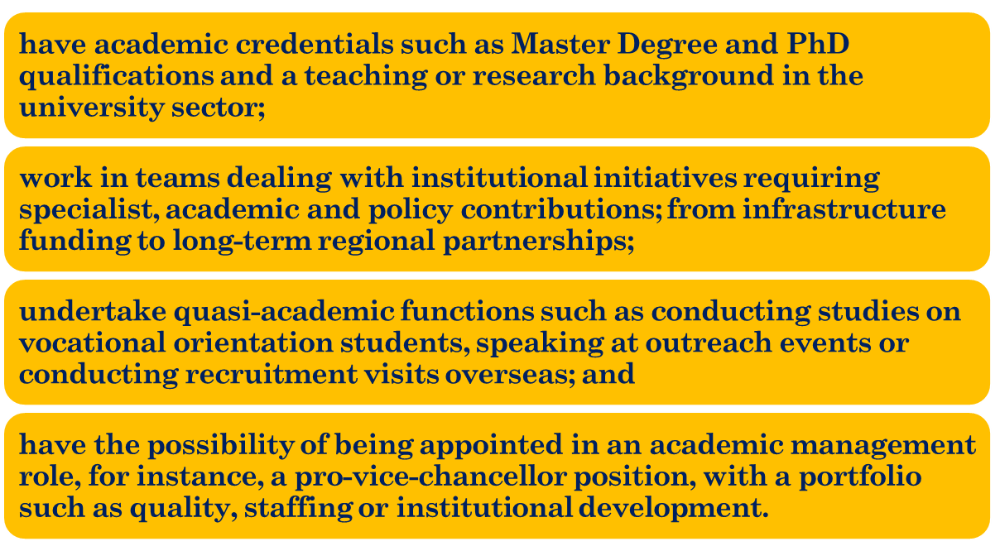 have academic credentials such as Master Degree and PhD
qualifications and a teaching or research background in the
university sector;
work in teams dealing with institutional initiatives requiring
specialist, academic and policy contributions; from infrastructure
funding to long-term regional partnerships;
undertake quasi-academic functions such as conducting studies on
vocational orientation students, speaking at outreach events or
conducting recruitment visits overseas; and
have the possibility of being appointed in an academic management
role, for instance, a pro-vice-chancellor position, with a portfolio
such as quality, staffing or institutional development.